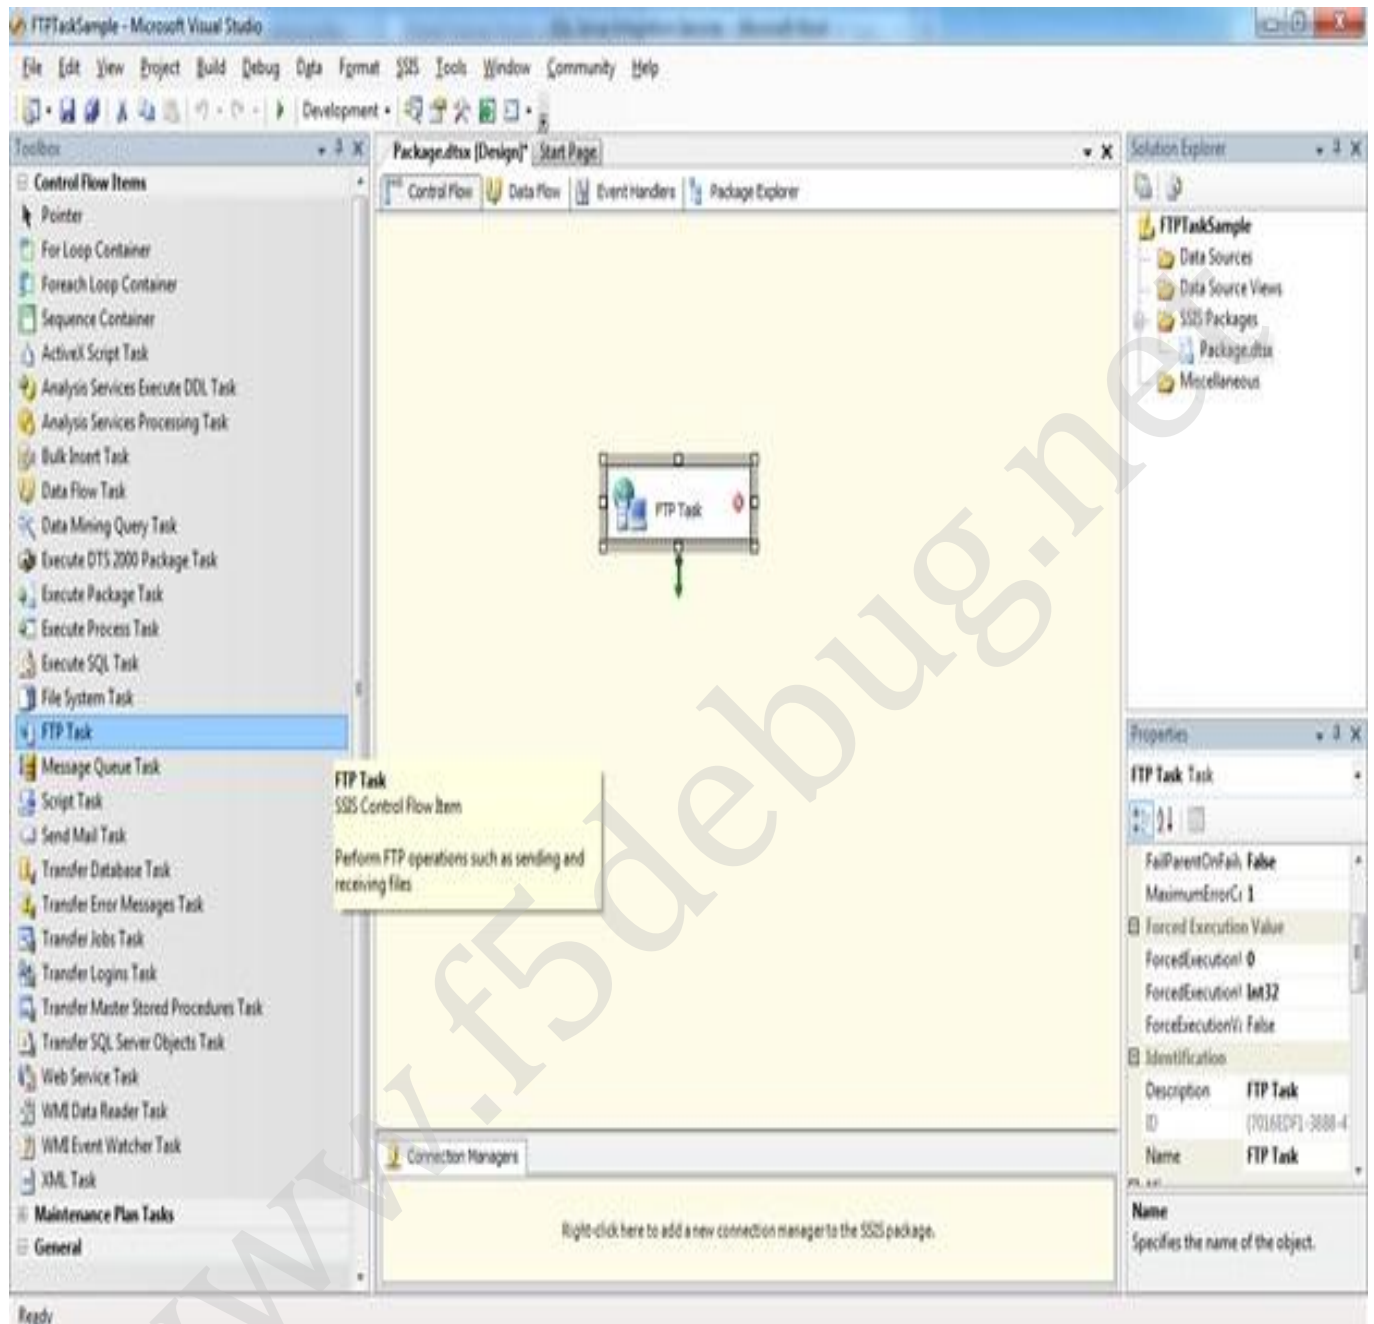 FTPTaskSample - Microsoft Visual Studio
File Edit View Project Build Debug Data Format SSIS Tools Window Community Help
Development
Toolbox
Control Flow Items
Pointer
For Loop Container
Foreach Loop Container
Sequence Container
ActiveX Script Task
Analysis Services Execute DDL Task
Analysis Services Processing Task
Bulk Insert Task
Data Flow Task
Data Mining Query Task
Execute DTS 2000 Package Task
Execute Package Task
Execute Process Task
Execute SQL Task
File System Task
FTP Task
Message Queue Task
Script Task
Send Mail Task
Transfer Database Task
Transfer Error Messages Task
Transfer Jobs Task
Transfer Logins Task
Transfer Master Stored Procedures Task
Transfer SQL Server Objects Task
Web Service Task
WMI Data Reader Task
WMI Event Watcher Task
XML Task
Maintenance Plan Tasks
General
Ready
Package.dtsx [Design]* Start Page
Control Flow Data Flow Event Handlers Package Explorer
FTP Task
FTP Task
SSIS Control Flow Item
Perform FTP operations such as sending and
receiving files
Connection Managers
Right-click here to add a new connection manager to the SSIS package.
Solution Explorer
FTPTaskSample
Data Sources
Data Source Views
SSIS Packages
Package.dtsx
Miscellaneous
Properties
FTP Task Task
FailParentOnFail False
MaximumErrorC 1
Forced Execution Value
ForcedExecution 0
ForcedExecution Int32
ForceExecutionV False
Identification
Description FTP Task
ID {7016EDF1-3888-4
Name FTP Task
Name
Specifies the name of the object.
www.f5debug.net